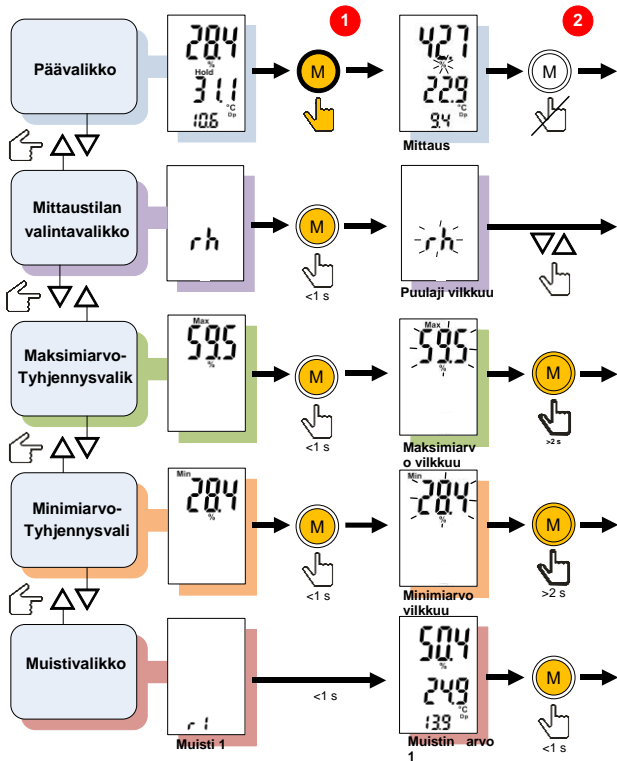 1
2
Päävalikko
28.4
%
Hold
31.1
°C
Dp
10.6
M
42.7
%
22.9
°C
Dp
9.4
Mittaus
M
Mittaustilan
valintavalikko
rh
M
<1 s
rh
Puulaji vilkkuu
Maksimiarvo-
Tyhjennysvalik
Max
59.5
%
M
<1 s
Max
59.5
%
Maksimiarv
o vilkkuu
M
>2 s
Minimiarvo-
Tyhjennysvali
Min
28.4
%
M
<1 s
Min
28.4
%
Minimiarvo
vilkkuu
M
>2 s
Muistivalikko
r1
Muisti 1
<1 s
50.4
%
24.9
°C
Dp
13.9
Muistin arvo
1
M
<1 s